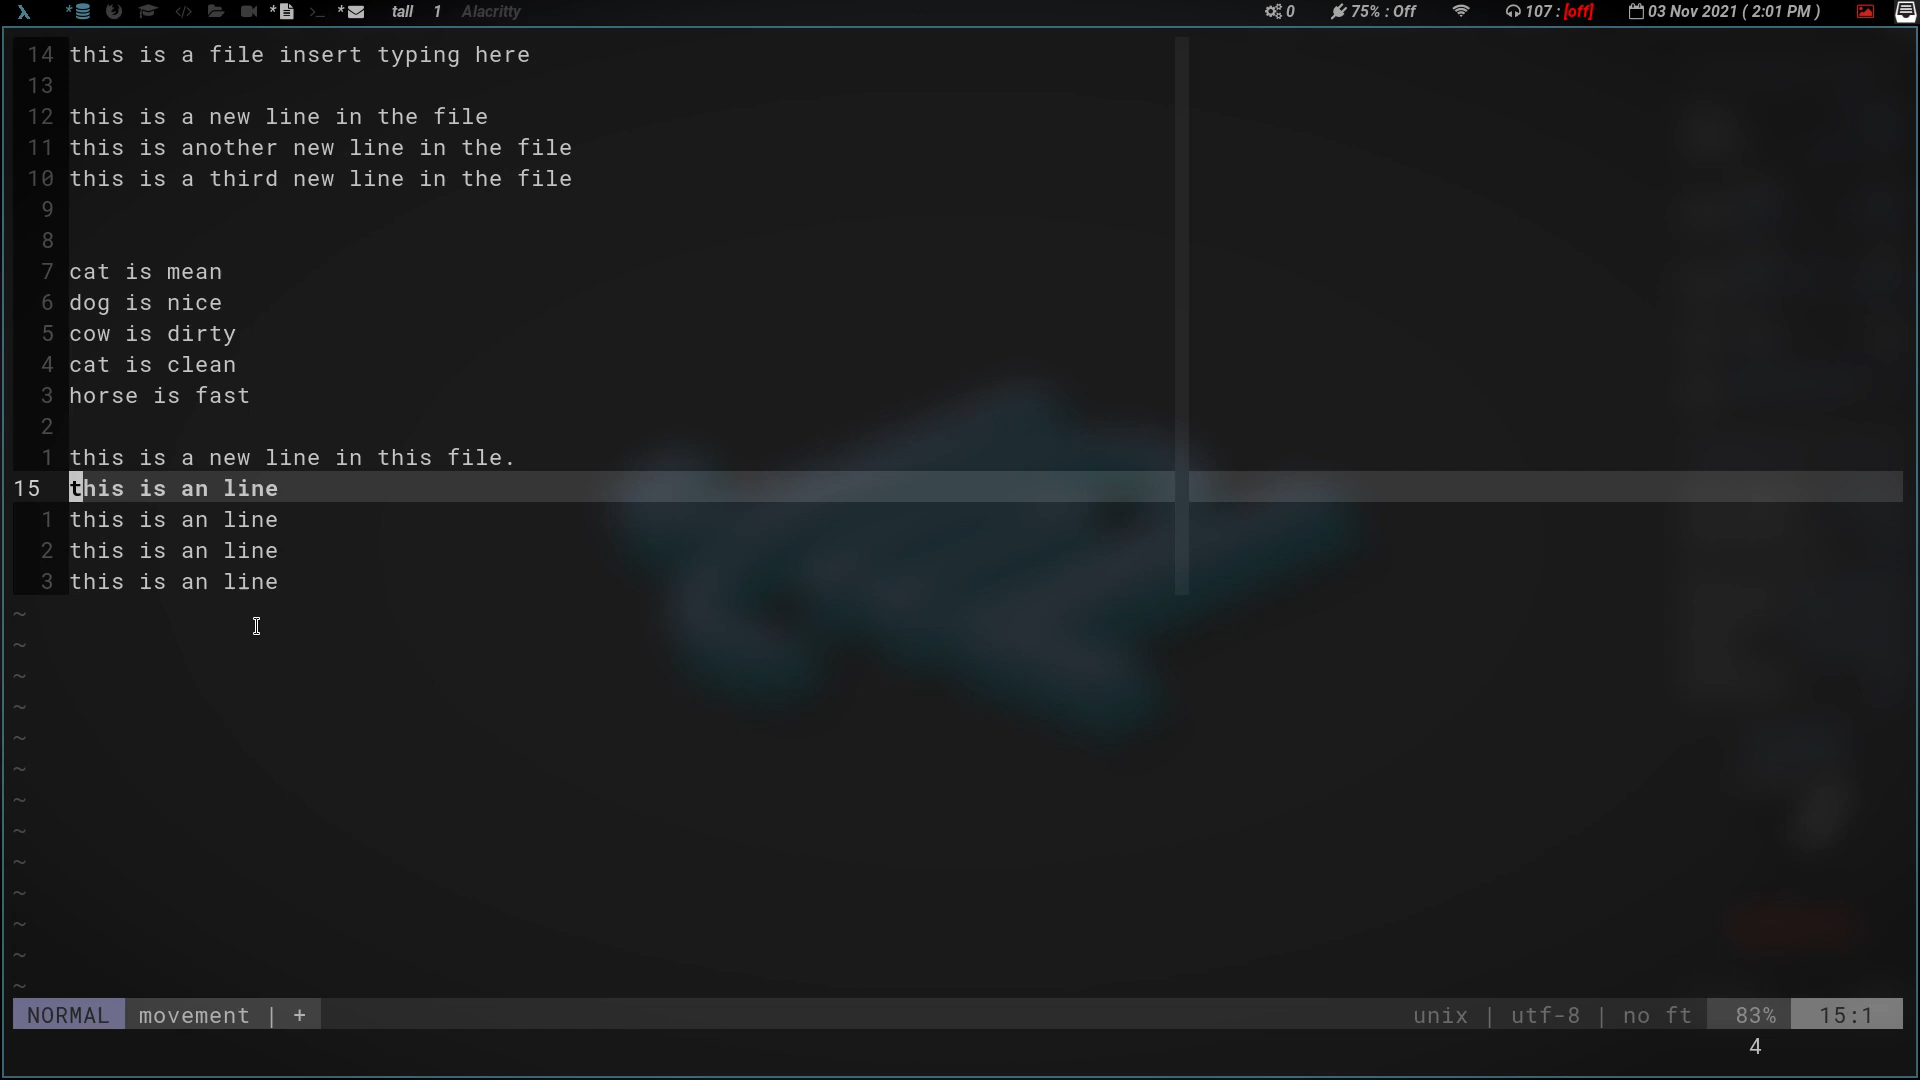 tall 1 Alacritty 0 75% : Off 107 : [off] 03 Nov 2021 ( 2:01 PM )
14 this is a file insert typing here
13
12 this is a new line in the file
11 this is another new line in the file
10 this is a third new line in the file
9
8
7 cat is mean
6 dog is nice
5 cow is dirty
4 cat is clean
3 horse is fast
2
1 this is a new line in this file.
15 this is an line
1 this is an line
2 this is an line
3 this is an line
~
~
~
~
~
~
~
~
~
~
~
~
~
NORMAL movement | + unix | utf-8 | no ft 83% 15:1
4